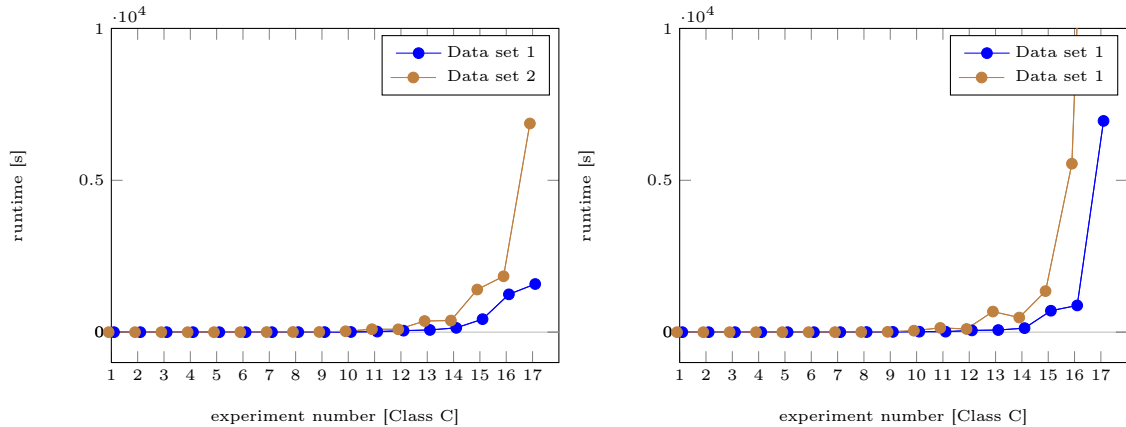 ·10^4
1
Data set 1
Data set 2
0.5
runtime [s]
0
1 2 3 4 5 6 7 8 9 10 11 12 13 14 15 16 17
experiment number [Class C]
·10^4
1
Data set 1
Data set 1
0.5
runtime [s]
0
1 2 3 4 5 6 7 8 9 10 11 12 13 14 15 16 17
experiment number [Class C]